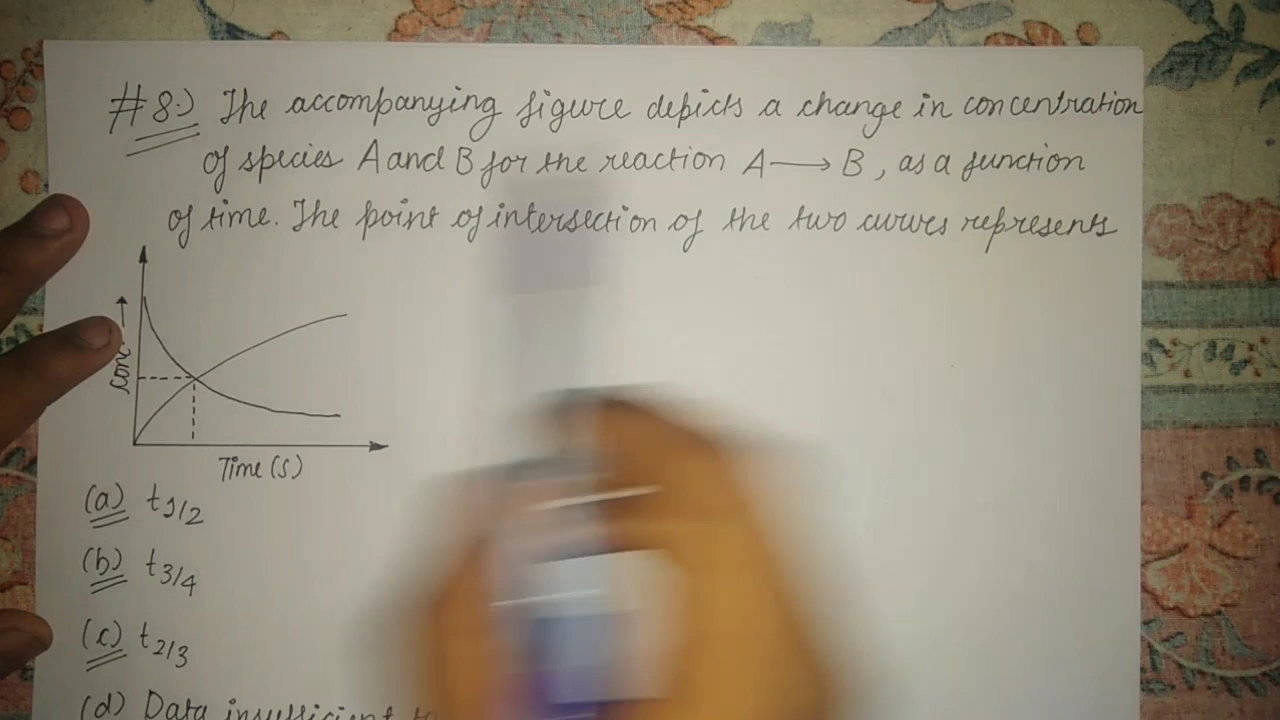 #8.) The accompanying figure depicts a change in concentration
of species A and B for the reaction A ⟶ B, as a function
of time. The point of intersection of the two curves represents
conc. →
Time (s)
(a) t1/2
(b) t3/4
(c) t2/3
(d) Data insufficient